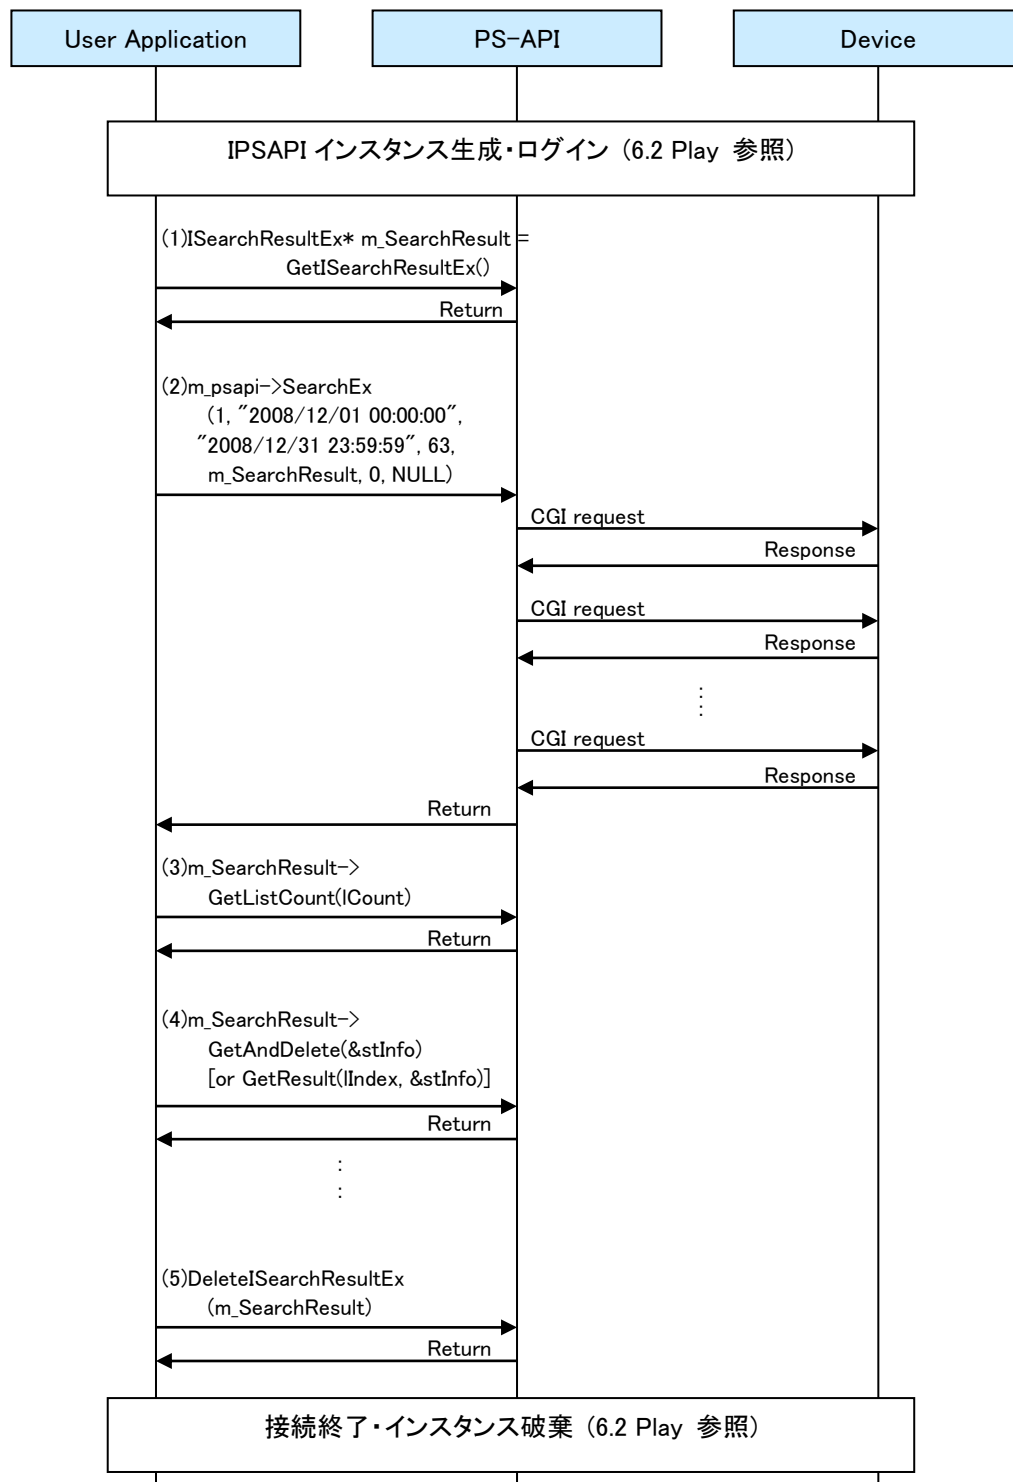 User Application
PS-API
Device
IPSAPI インスタンス生成・ログイン (6.2 Play 参照)
(1)ISearchResultEx* m_SearchResult =
GetISearchResultEx()
Return
(2)m_psapi->SearchEx
(1, "2008/12/01 00:00:00",
"2008/12/31 23:59:59", 63,
m_SearchResult, 0, NULL)
CGI request
Response
CGI request
Response
:
:
CGI request
Response
Return
(3)m_SearchResult->
GetListCount(lCount)
Return
(4)m_SearchResult->
GetAndDelete(&stInfo)
[or GetResult(lIndex, &stInfo)]
Return
:
:
(5)DeleteISearchResultEx
(m_SearchResult)
Return
接続終了・インスタンス破棄 (6.2 Play 参照)